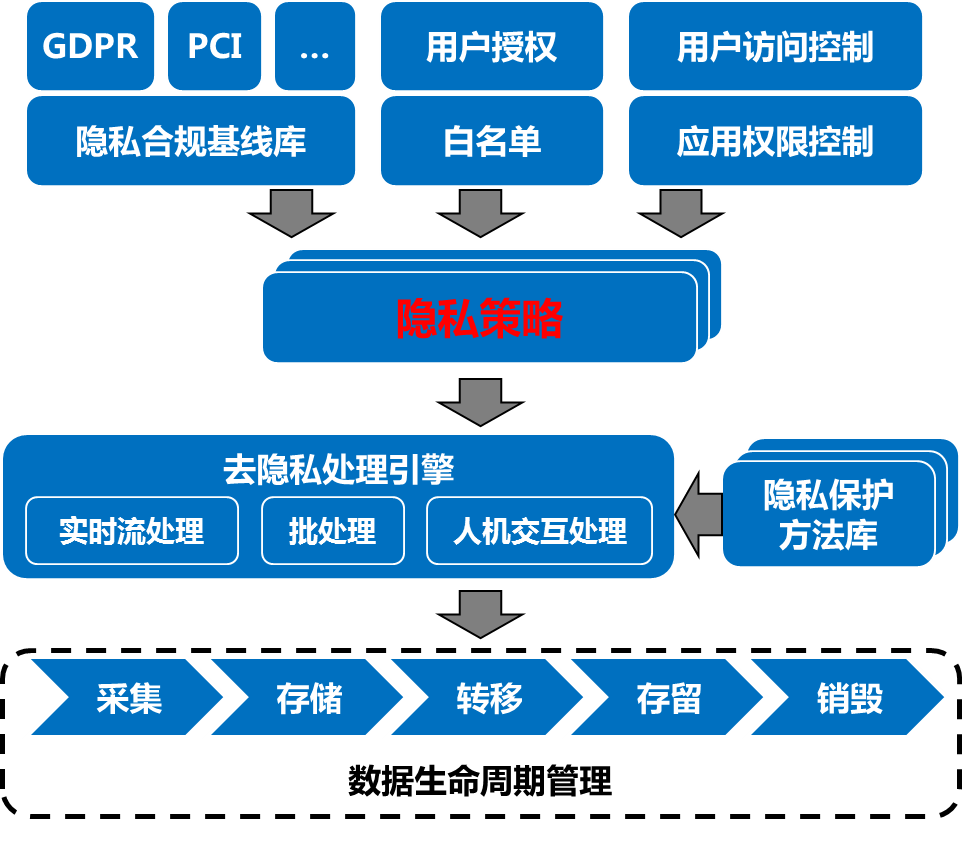 GDPR
PCI
...
用户授权
用户访问控制
隐私合规基线库
白名单
应用权限控制
隐私策略
去隐私处理引擎
实时流处理
批处理
人机交互处理
隐私保护
方法库
采集
存储
转移
存留
销毁
数据生命周期管理